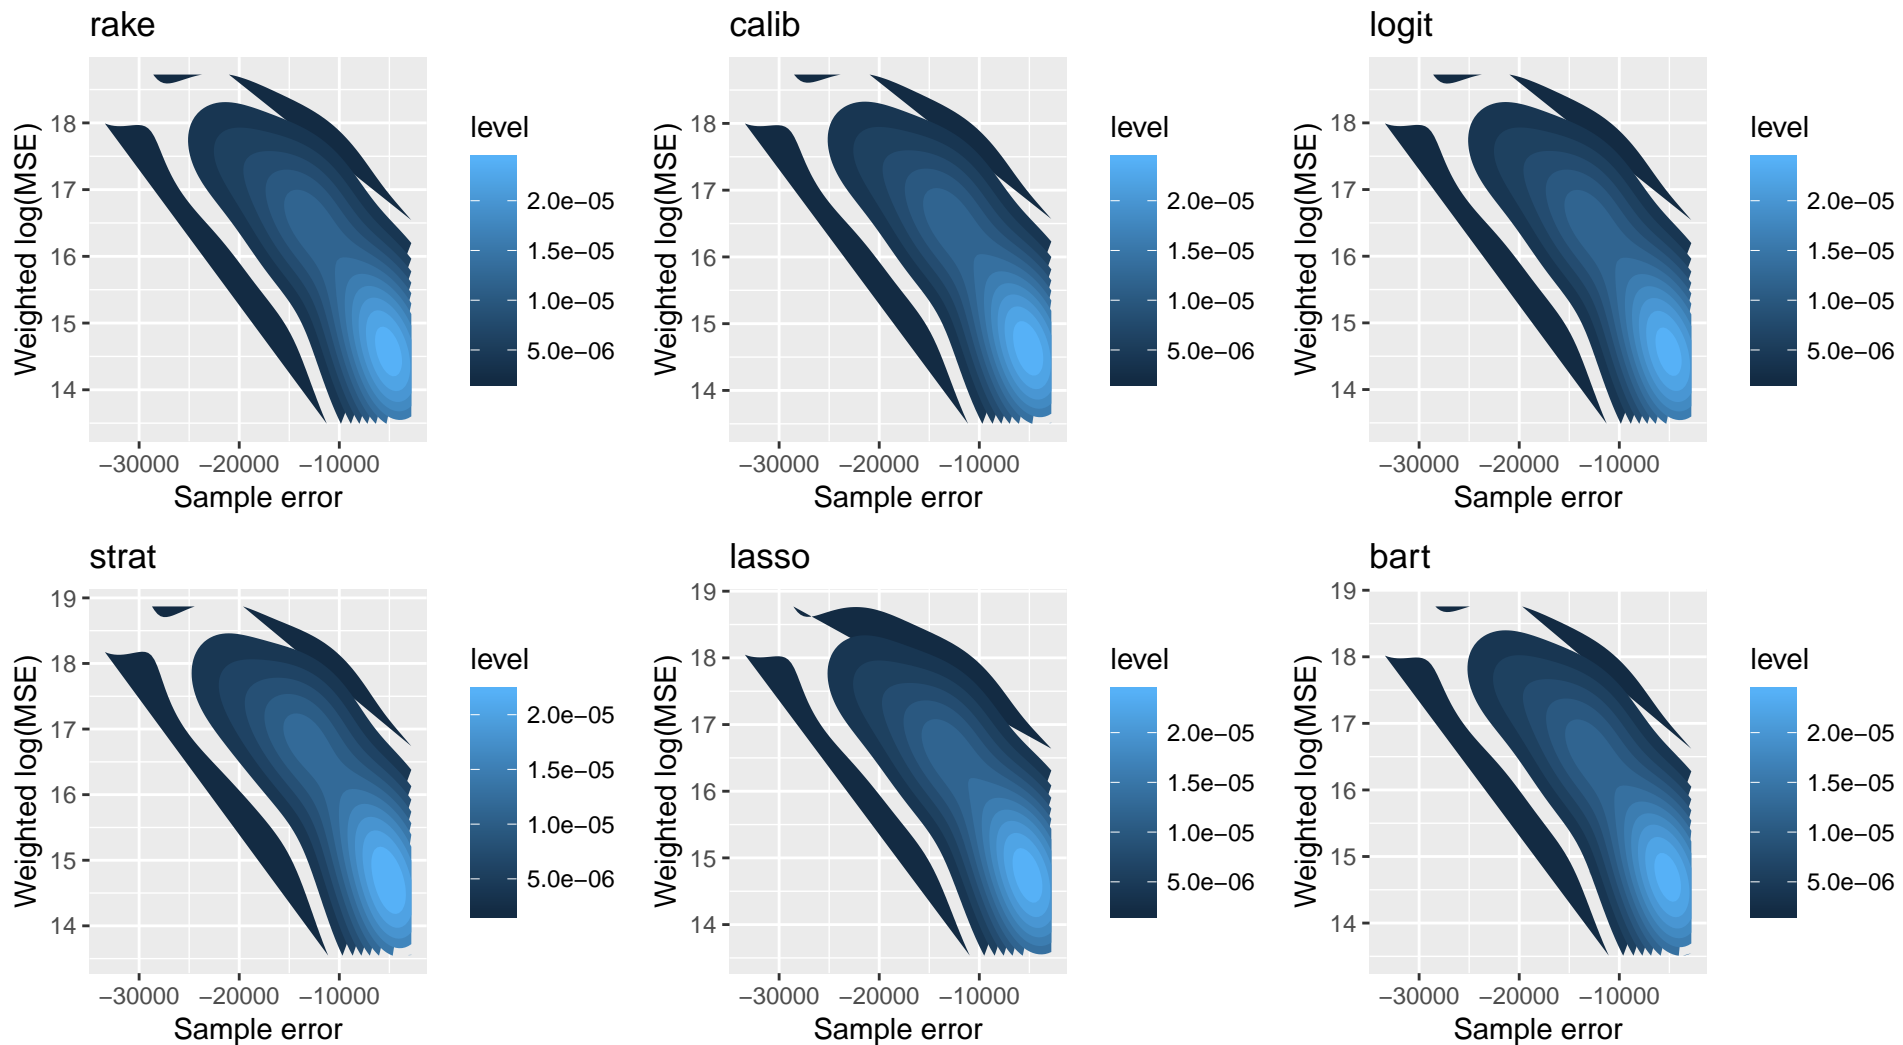 rake
Weighted log(MSE)
18
17
16
15
14
−30000 −20000 −10000
Sample error
level
2.0e−05
1.5e−05
1.0e−05
5.0e−06
calib
Weighted log(MSE)
18
17
16
15
14
−30000 −20000 −10000
Sample error
level
2.0e−05
1.5e−05
1.0e−05
5.0e−06
logit
Weighted log(MSE)
18
17
16
15
14
−30000 −20000 −10000
Sample error
level
2.0e−05
1.5e−05
1.0e−05
5.0e−06
strat
Weighted log(MSE)
19
18
17
16
15
14
−30000 −20000 −10000
Sample error
level
2.0e−05
1.5e−05
1.0e−05
5.0e−06
lasso
Weighted log(MSE)
19
18
17
16
15
14
−30000 −20000 −10000
Sample error
level
2.0e−05
1.5e−05
1.0e−05
5.0e−06
bart
Weighted log(MSE)
19
18
17
16
15
14
−30000 −20000 −10000
Sample error
level
2.0e−05
1.5e−05
1.0e−05
5.0e−06